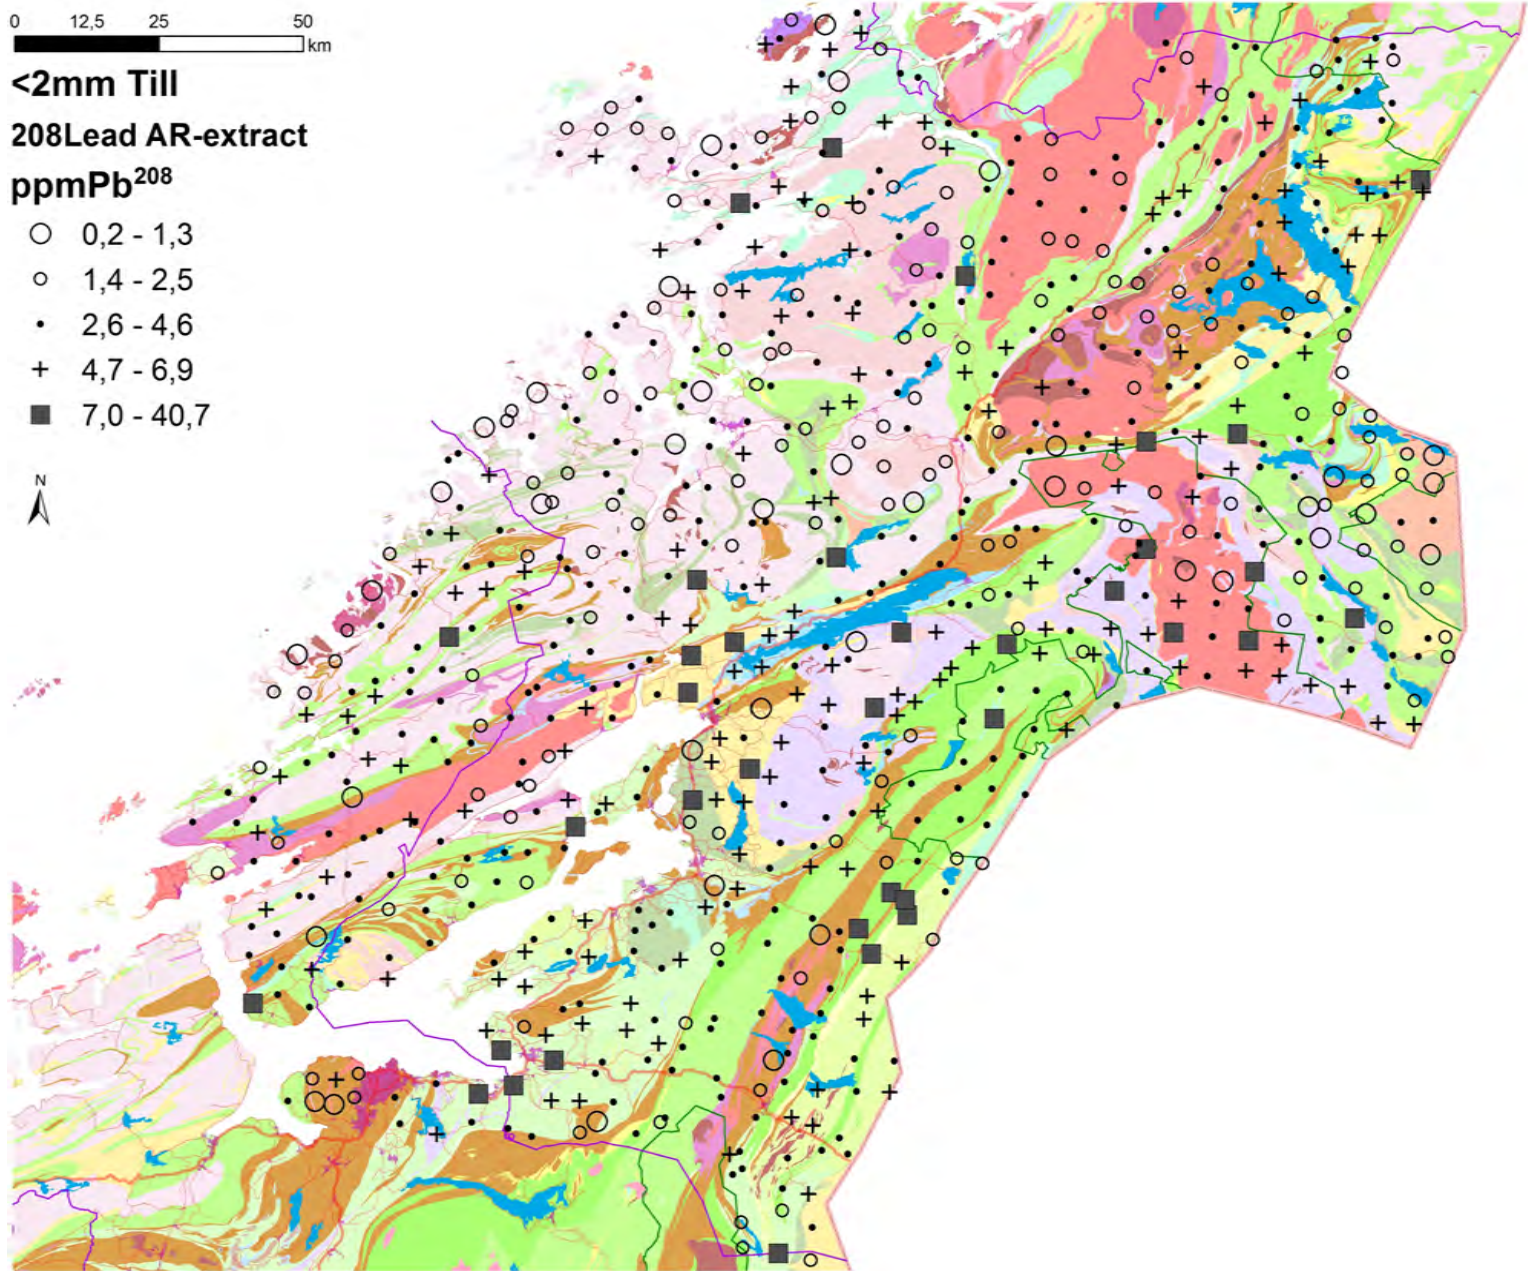 0 12,5 25 50
km
<2mm Till
208Lead AR-extract
ppmPb²⁰⁸
0,2 - 1,3
1,4 - 2,5
2,6 - 4,6
4,7 - 6,9
7,0 - 40,7
N